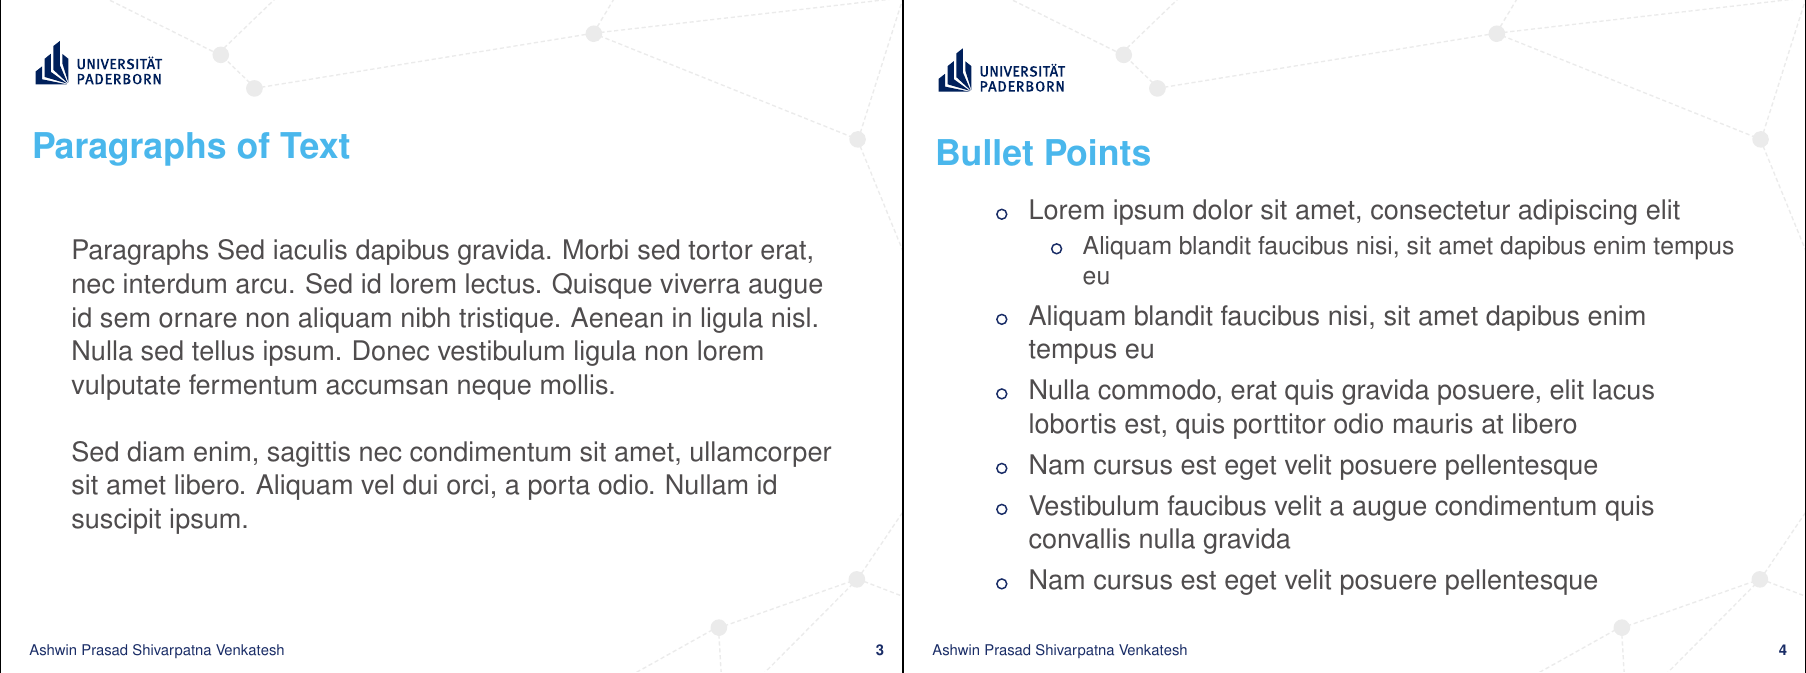 UNIVERSITÄT
PADERBORN
Paragraphs of Text
Paragraphs Sed iaculis dapibus gravida. Morbi sed tortor erat,
nec interdum arcu. Sed id lorem lectus. Quisque viverra augue
id sem ornare non aliquam nibh tristique. Aenean in ligula nisl.
Nulla sed tellus ipsum. Donec vestibulum ligula non lorem
vulputate fermentum accumsan neque mollis.
Sed diam enim, sagittis nec condimentum sit amet, ullamcorper
sit amet libero. Aliquam vel dui orci, a porta odio. Nullam id
suscipit ipsum.
Ashwin Prasad Shivarpatna Venkatesh
3
UNIVERSITÄT
PADERBORN
Bullet Points
Lorem ipsum dolor sit amet, consectetur adipiscing elit
Aliquam blandit faucibus nisi, sit amet dapibus enim tempus
eu
Aliquam blandit faucibus nisi, sit amet dapibus enim
tempus eu
Nulla commodo, erat quis gravida posuere, elit lacus
lobortis est, quis porttitor odio mauris at libero
Nam cursus est eget velit posuere pellentesque
Vestibulum faucibus velit a augue condimentum quis
convallis nulla gravida
Nam cursus est eget velit posuere pellentesque
Ashwin Prasad Shivarpatna Venkatesh
4